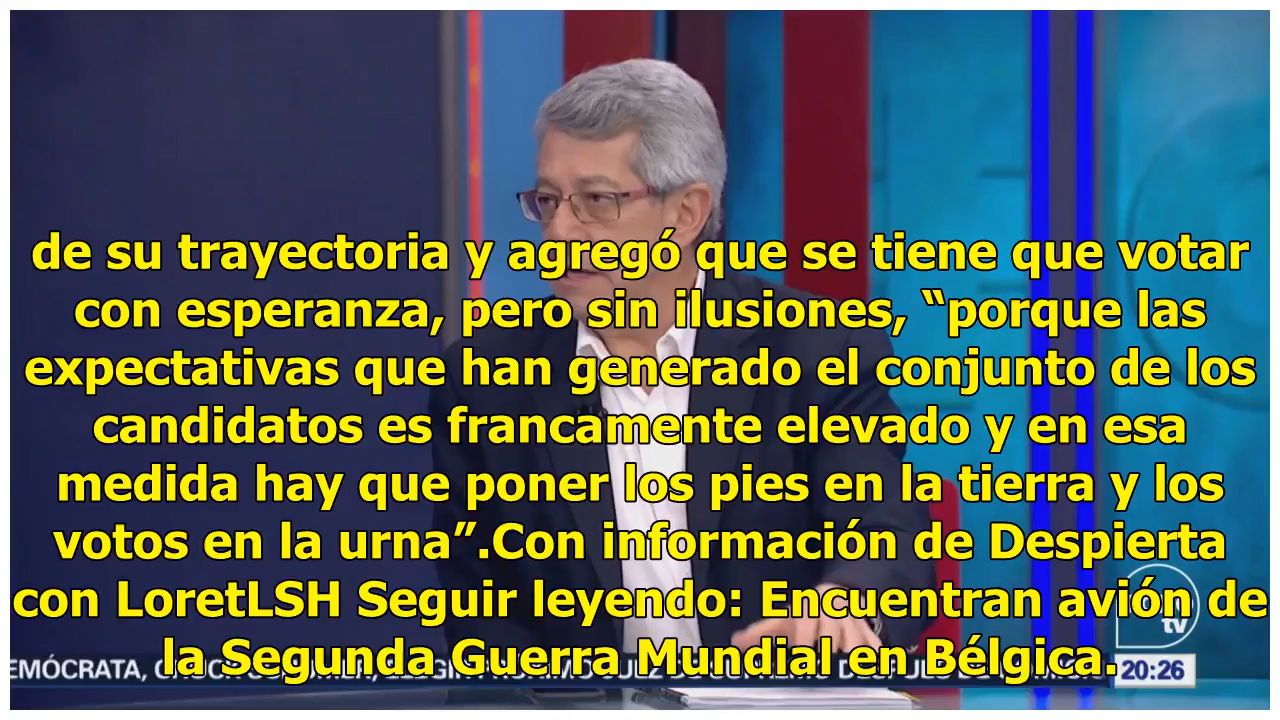 de su trayectoria y agregó que se tiene que votar
con esperanza, pero sin ilusiones, “porque las
expectativas que han generado el conjunto de los
candidatos es francamente elevado y en esa
medida hay que poner los pies en la tierra y los
votos en la urna”.Con información de Despierta
con LoretLSH Seguir leyendo: Encuentran avión de
tv
la Segunda Guerra Mundial en Bélgica.
EMÓCRATA,
20:26